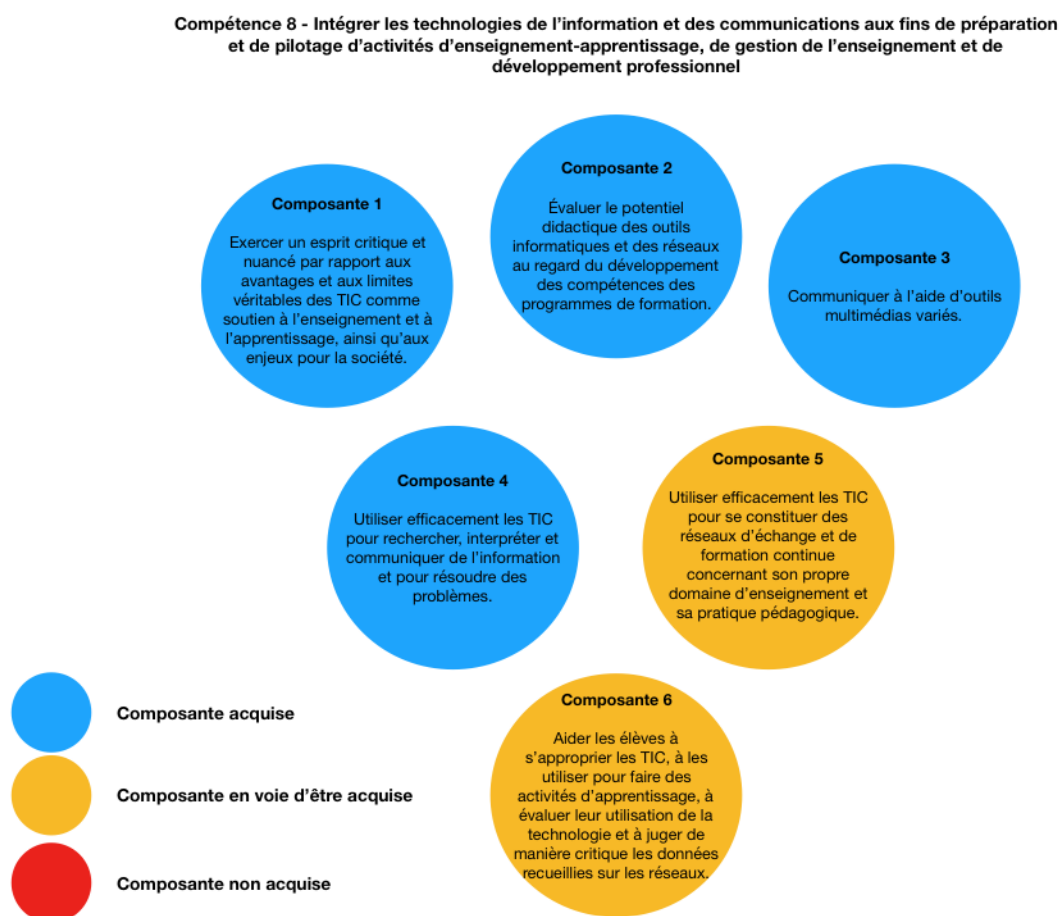 Compétence 8 - Intégrer les technologies de l'information et des communications aux fins de préparation
et de pilotage d'activités d'enseignement-apprentissage, de gestion de l'enseignement et de
développement professionnel
Composante 1
Exercer un esprit critique et
nuancé par rapport aux
avantages et aux limites
véritables des TIC comme
soutien à l'enseignement et à
l'apprentissage, ainsi qu'aux
enjeux pour la société.
Composante 2
Évaluer le potentiel
didactique des outils
informatiques et des réseaux
au regard du développement
des compétences des
programmes de formation.
Composante 3
Communiquer à l'aide d'outils
multimédias variés.
Composante 4
Utiliser efficacement les TIC
pour rechercher, interpréter et
communiquer de l'information
et pour résoudre des
problèmes.
Composante 5
Utiliser efficacement les TIC
pour se constituer des
réseaux d'échange et de
formation continue
concernant son propre
domaine d'enseignement et
sa pratique pédagogique.
Composante 6
Aider les élèves à
s'approprier les TIC, à les
utiliser pour faire des
activités d'apprentissage, à
évaluer leur utilisation de la
technologie et à juger de
manière critique les données
recueillies sur les réseaux.
Composante acquise
Composante en voie d'être acquise
Composante non acquise